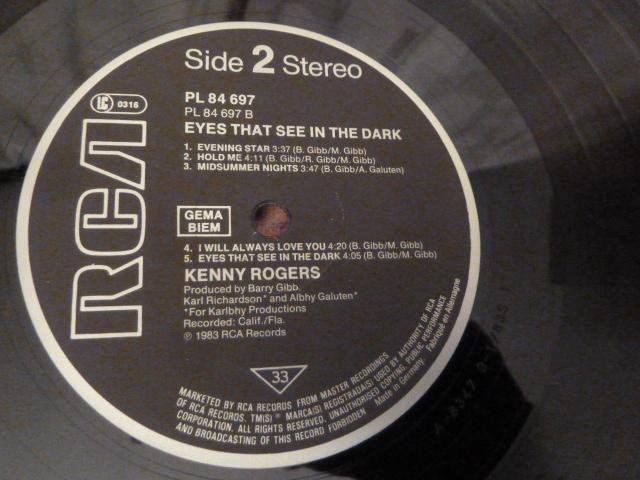 Side 2 Stereo
PL 84 697
PL 84 697 B
LC 0316
EYES THAT SEE IN THE DARK
1. EVENING STAR 3:37 (B. Gibb/M. Gibb)
2. HOLD ME 4:11 (B. Gibb/R. Gibb/M. Gibb)
3. MIDSUMMER NIGHTS 3:47 (B. Gibb/A. Galuten)
GEMA
BIEM
4. I WILL ALWAYS LOVE YOU 4:20 (B. Gibb/M. Gibb)
5. EYES THAT SEE IN THE DARK 4:05 (B. Gibb/M. Gibb)
KENNY ROGERS
Produced by Barry Gibb,
Karl Richardson* and Albhy Galuten*
*For Karlbhy Productions
Recorded: Calif./Fla.
℗ 1983 RCA Records
RCA
33
MARKETED BY RCA RECORDS FROM MASTER RECORDINGS
OF RCA RECORDS. TM(S) ® MARCA(S) REGISTRADA(S) USED BY AUTHORITY OF RCA
CORPORATION. ALL RIGHTS RESERVED. UNAUTHORISED COPYING, PUBLIC PERFORMANCE
AND BROADCASTING OF THIS RECORD FORBIDDEN Made in Germany. Fabriqué en Allemagne